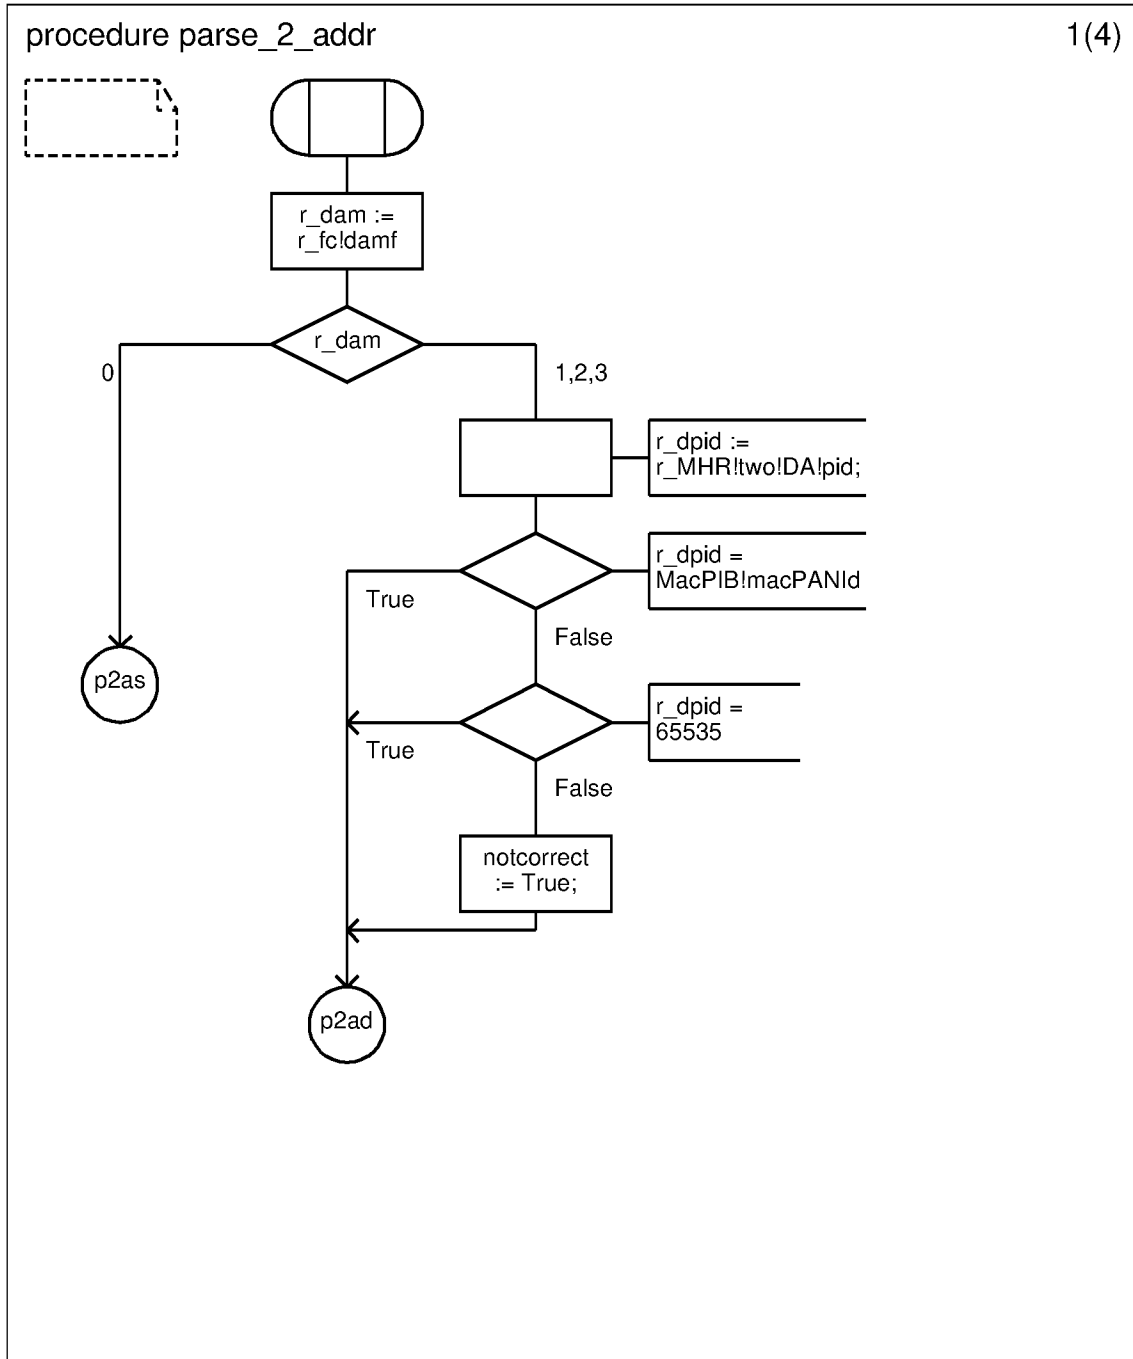 procedure parse_2_addr
1(4)
r_dam :=
r_fc!damf
r_dam
0
1,2,3
r_dpid :=
r_MHR!two!DA!pid;
r_dpid =
MacPIB!macPANId
True
False
p2as
r_dpid =
65535
True
False
notcorrect
:= True;
p2ad